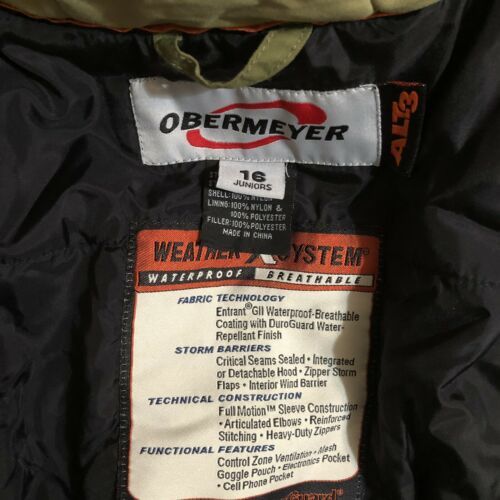 OBERMEYER
ALT3
16
JUNIORS
SHELL:100% NYLON
LINING:100% NYLON &
100% POLYESTER
FILLER:100% POLYESTER
MADE IN CHINA
WEATHER X SYSTEM®
WATERPROOF BREATHABLE
FABRIC TECHNOLOGY
Entrant®GII Waterproof-Breathable
Coating with DuroGuard Water-
Repellant Finish
STORM BARRIERS
Critical Seams Sealed • Integrated
or Detachable Hood • Zipper Storm
Flaps • Interior Wind Barrier
TECHNICAL CONSTRUCTION
Full Motion™ Sleeve Construction
• Articulated Elbows • Reinforced
Stitching • Heavy-Duty Zippers
FUNCTIONAL FEATURES
Control Zone Ventilation • Mesh
Goggle Pouch • Electronics Pocket
• Cell Phone Pocket